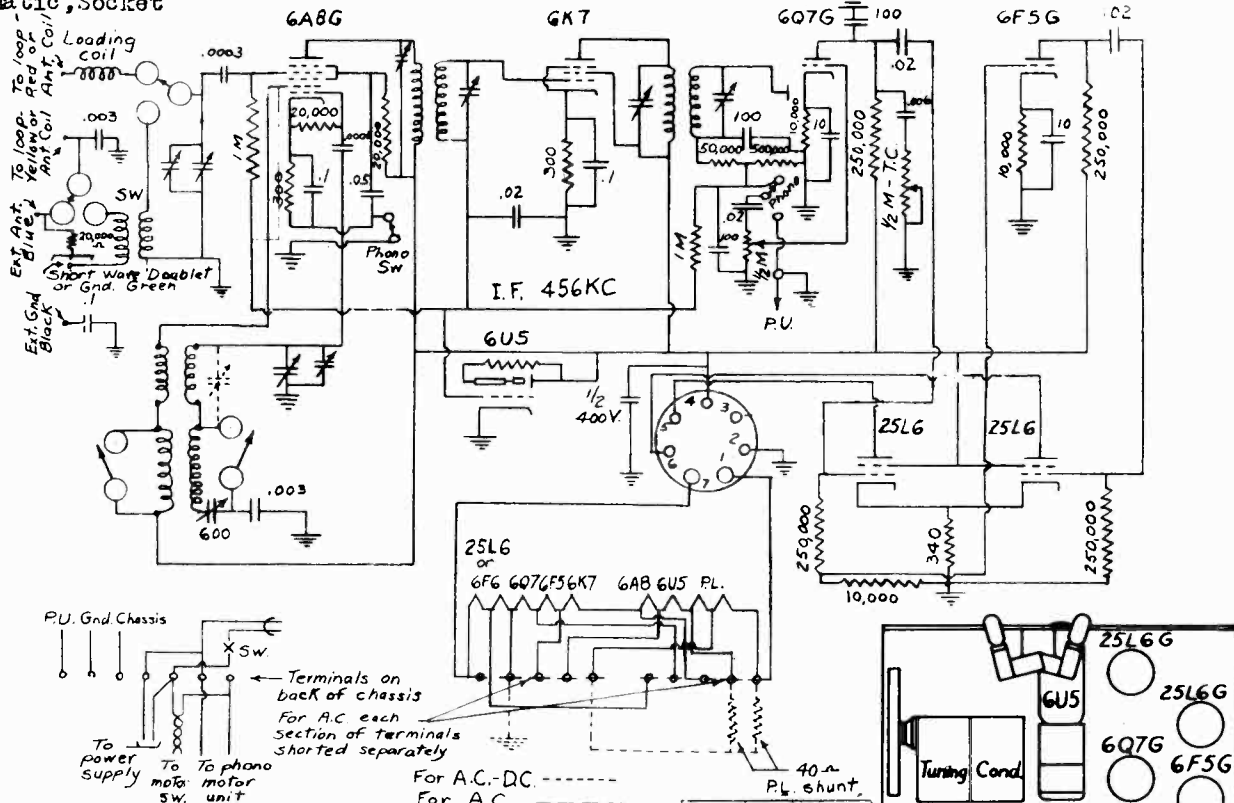 atic, Socket
6A8G
6K7
6Q7G
100
6F5G
.02
To loop-
Red or
Ant. Coil
Loading
coil
.0003
.02
To loop-
Yellow or
Ant Coil
.003
1M
20,000
20,000
300
.1
.05
300
.1
.02
100
10,000
10
50,000
500,000
250,000
.006
½ M - T.C
10,000
10
250,000
SW
Ext. Ant.
Blue
20,000
Ω
Short Wave Doublet
or Gnd. Green
Phono
SW
Phono
.02
1M
.100
½ M
P.U.
I.F. 456KC
Ext. Gnd
Black
.1
6U5
1/2
400V.
4
3
5
2
6
1
7
25L6
25L6
.003
600
250,000
340
250,000
10,000
25L6
or
6F6 6Q7 6F5 6K7 6A8 6U5 P.L.
P.U. Gnd. Chassis
SW.
Terminals on
back of chassis
For A.C. each
section of terminals
shorted separately
To
power
supply
To
motor
SW.
To phono
motor
unit
For A.C.-D.C.
For A.C.
40Ω
P.L. shunt.
25L6G
6U5
25L6G
6Q7G
6F5G
Tuning Cond.